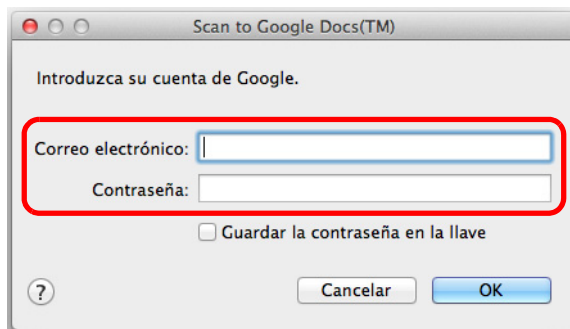 Scan to Google Docs(TM)
Introduzca su cuenta de Google.
Correo electrónico:
Contraseña:
Guardar la contraseña en la llave
?
Cancelar
OK